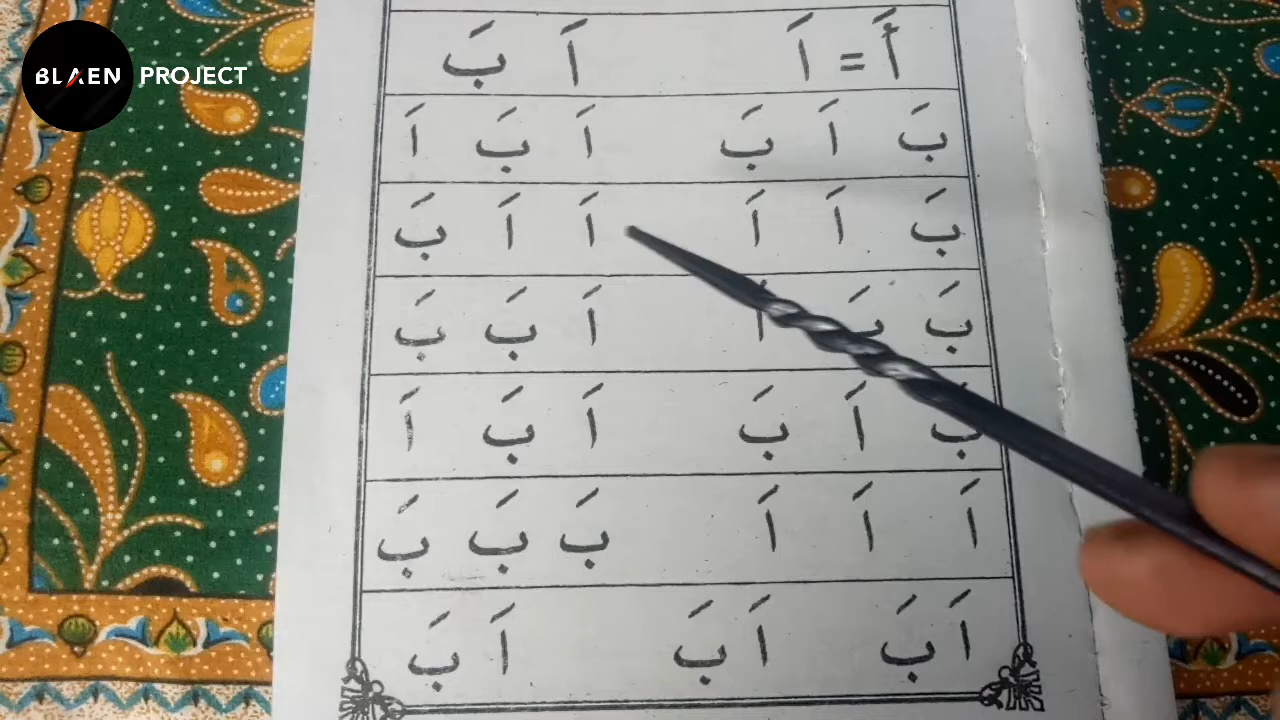 BLAEN PROJECT
أَ = اَ اَ بَ
بَ اَ بَ اَ بَ اَ
بَ اَ اَ اَ اَ بَ
بَ بَ اَ اَ بَ بَ
بَ اَ بَ اَ بَ اَ
اَ اَ اَ بَ بَ بَ
اَ بَ اَ بَ اَ بَ